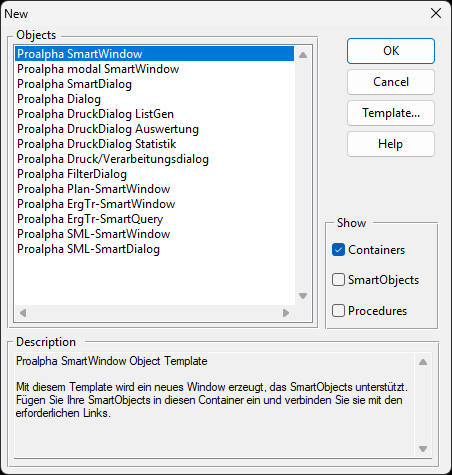 New
Objects
Proalpha SmartWindow
Proalpha modal SmartWindow
Proalpha SmartDialog
Proalpha Dialog
Proalpha DruckDialog ListGen
Proalpha DruckDialog Auswertung
Proalpha DruckDialog Statistik
Proalpha Druck/Verarbeitungsdialog
Proalpha FilterDialog
Proalpha Plan-SmartWindow
Proalpha ErgTr-SmartWindow
Proalpha ErgTr-SmartQuery
Proalpha SML-SmartWindow
Proalpha SML-SmartDialog
OK
Cancel
Template...
Help
Show
Containers
SmartObjects
Procedures
Description
Proalpha SmartWindow Object Template
Mit diesem Template wird ein neues Window erzeugt, das SmartObjects unterstützt.
Fügen Sie Ihre SmartObjects in diesen Container ein und verbinden Sie sie mit den
erforderlichen Links.